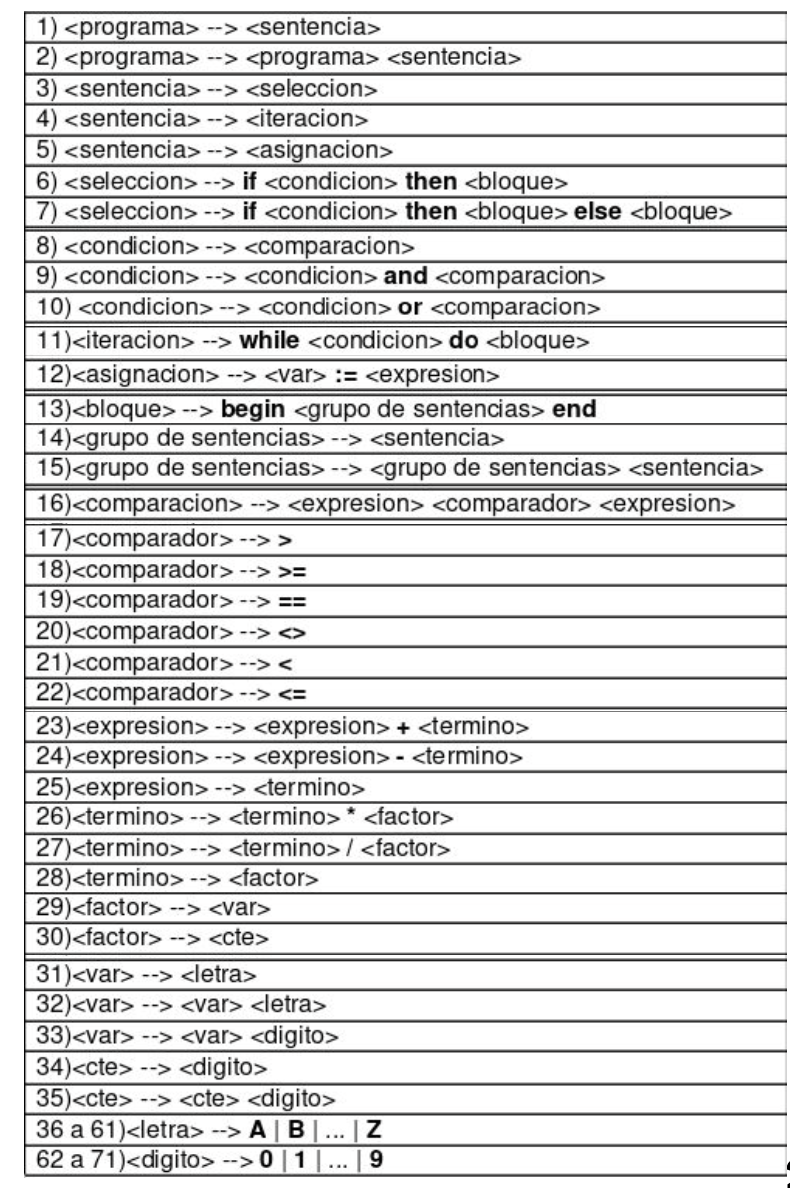 1) <programa> --> <sentencia>
2) <programa> --> <programa> <sentencia>
3) <sentencia> --> <seleccion>
4) <sentencia> --> <iteracion>
5) <sentencia> --> <asignacion>
6) <seleccion> --> if <condicion> then <bloque>
7) <seleccion> --> if <condicion> then <bloque> else <bloque>
8) <condicion> --> <comparacion>
9) <condicion> --> <condicion> and <comparacion>
10) <condicion> --> <condicion> or <comparacion>
11)<iteracion> --> while <condicion> do <bloque>
12)<asignacion> --> <var> := <expresion>
13)<bloque> --> begin <grupo de sentencias> end
14)<grupo de sentencias> --> <sentencia>
15)<grupo de sentencias> --> <grupo de sentencias> <sentencia>
16)<comparacion> --> <expresion> <comparador> <expresion>
17)<comparador> --> >
18)<comparador> --> >=
19)<comparador> --> ==
20)<comparador> --> <>
21)<comparador> --> <
22)<comparador> --> <=
23)<expresion> --> <expresion> + <termino>
24)<expresion> --> <expresion> - <termino>
25)<expresion> --> <termino>
26)<termino> --> <termino> * <factor>
27)<termino> --> <termino> / <factor>
28)<termino> --> <factor>
29)<factor> --> <var>
30)<factor> --> <cte>
31)<var> --> <letra>
32)<var> --> <var> <letra>
33)<var> --> <var> <digito>
34)<cte> --> <digito>
35)<cte> --> <cte> <digito>
36 a 61)<letra> --> A | B | ... | Z
62 a 71)<digito> --> 0 | 1 | ... | 9